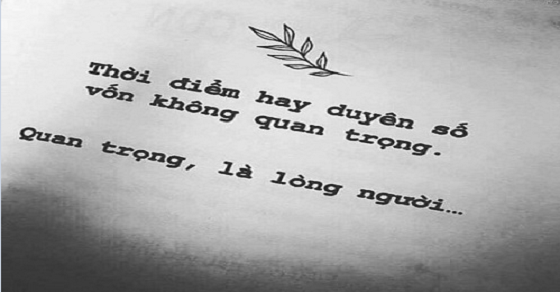 Thời điểm hay duyên số
vốn không quan trọng.
Quan trọng, là lòng người…